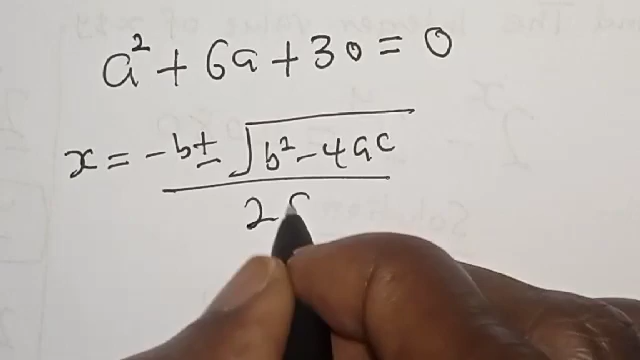 a² + 6a + 30 = 0
x = -b ± √b² - 4ac
2